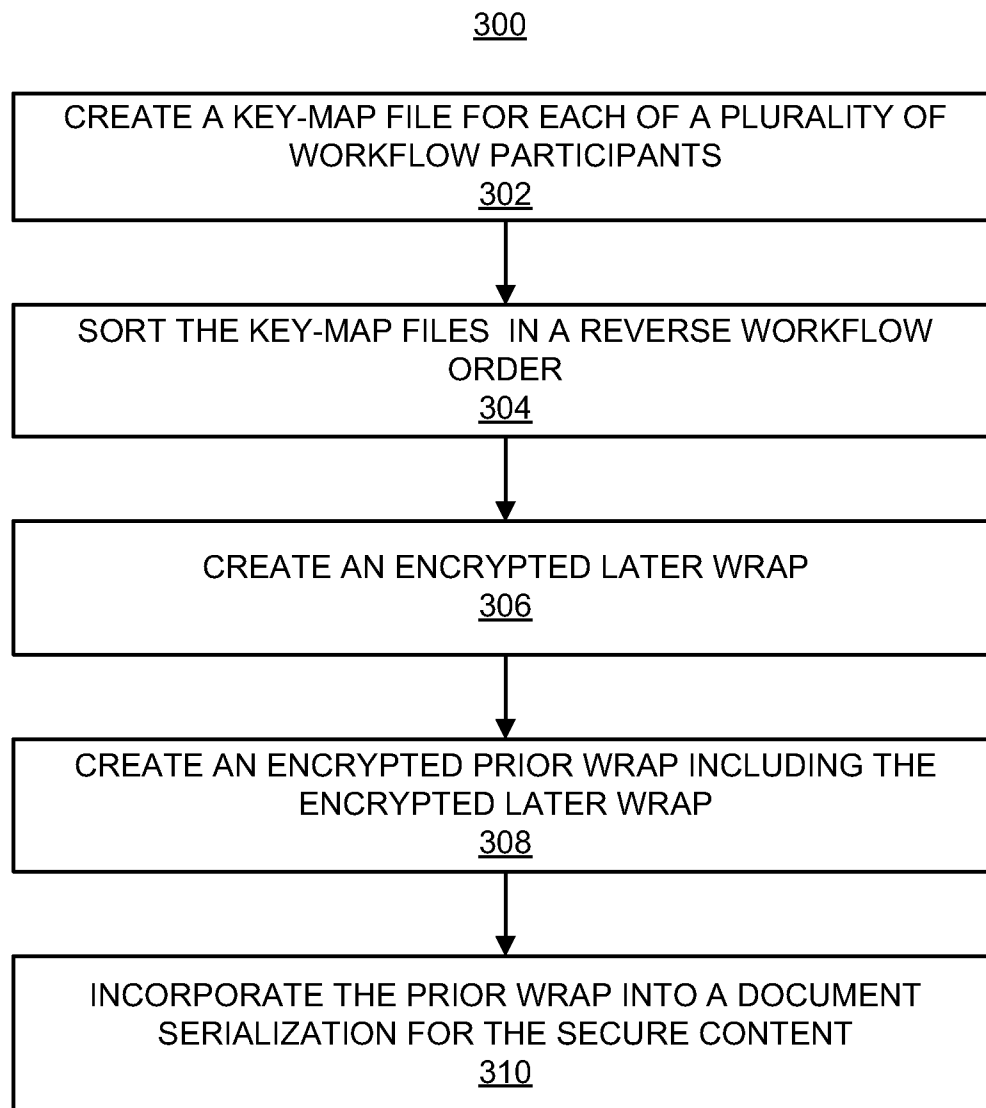 300
CREATE A KEY-MAP FILE FOR EACH OF A PLURALITY OF
WORKFLOW PARTICIPANTS
302
SORT THE KEY-MAP FILES IN A REVERSE WORKFLOW
ORDER
304
CREATE AN ENCRYPTED LATER WRAP
306
CREATE AN ENCRYPTED PRIOR WRAP INCLUDING THE
ENCRYPTED LATER WRAP
308
INCORPORATE THE PRIOR WRAP INTO A DOCUMENT
SERIALIZATION FOR THE SECURE CONTENT
310